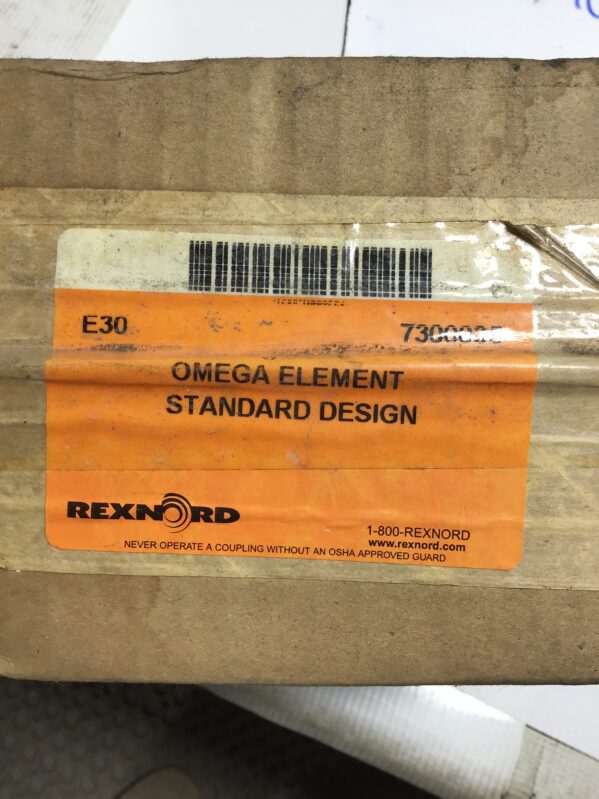 E30
OMEGA ELEMENT
STANDARD DESIGN
REXNORD
1-800-REXNORD
www.rexnord.com
NEVER OPERATE A COUPLING WITHOUT AN OSHA APPROVED GUARD